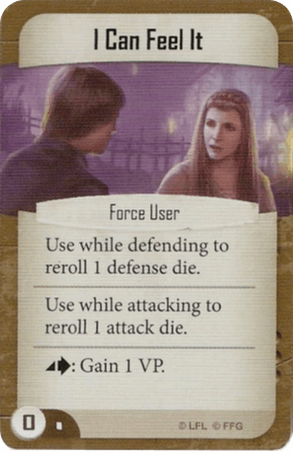 I Can Feel It
Force User
Use while defending to
reroll 1 defense die.
Use while attacking to
reroll 1 attack die.
: Gain 1 VP.
0
© LFL © FFG